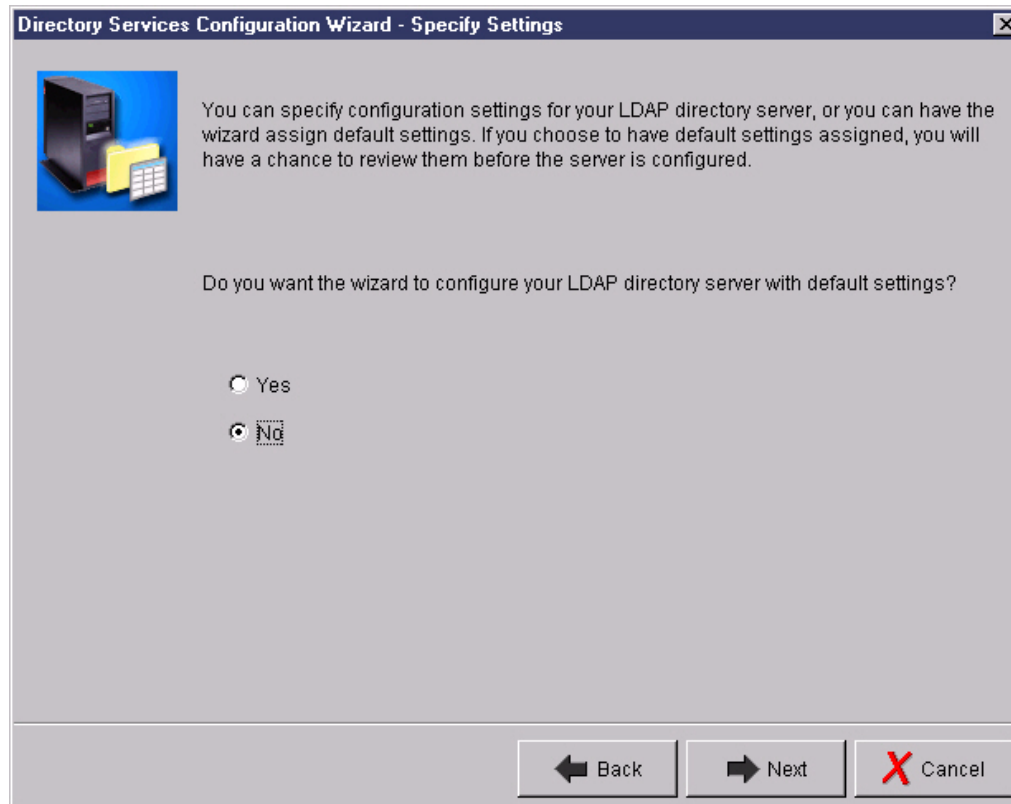 Directory Services Configuration Wizard - Specify Settings
You can specify configuration settings for your LDAP directory server, or you can have the
wizard assign default settings. If you choose to have default settings assigned, you will
have a chance to review them before the server is configured.
Do you want the wizard to configure your LDAP directory server with default settings?
Yes
No
Back
Next
Cancel